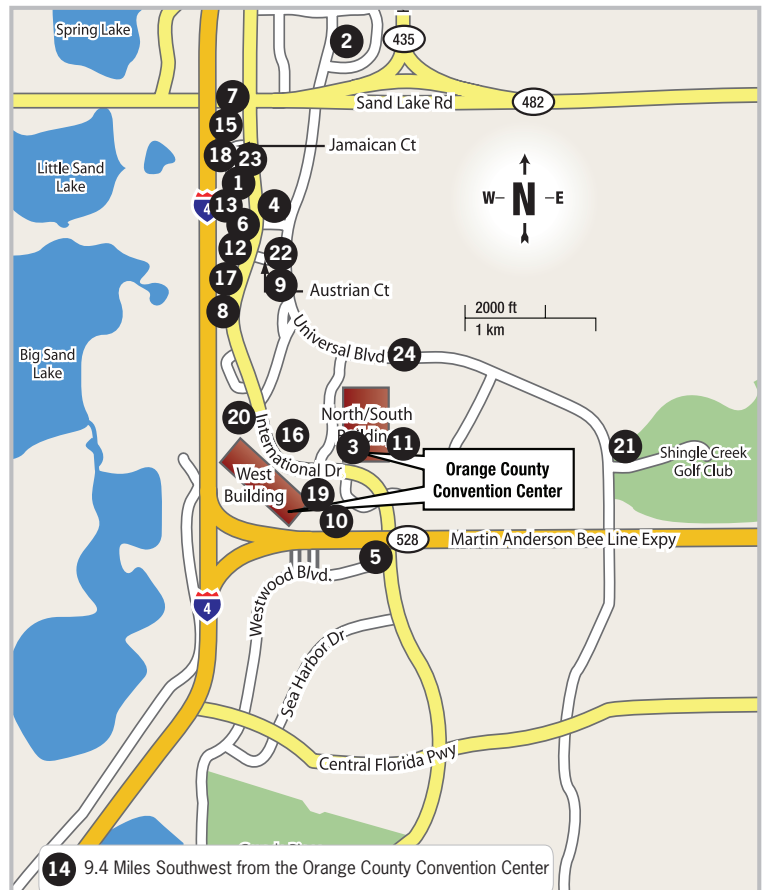 Spring Lake
2
435
7
Sand Lake Rd
482
15
Jamaican Ct
18
23
Little Sand
Lake
1
4
13
4
6
W
N
E
12
22
17
9
Austrian Ct
8
2000 ft
1 km
Universal Blvd
24
Big Sand
Lake
20
International Dr
16
North/South
3
11
21
Shingle Creek
Golf Club
Orange County
Convention Center
West
Building
19
10
528
Martin Anderson Bee Line Expy
5
Westwood Blvd.
4
Sea Harbor Dr
Central Florida Pwy
14 9.4 Miles Southwest from the Orange County Convention Center